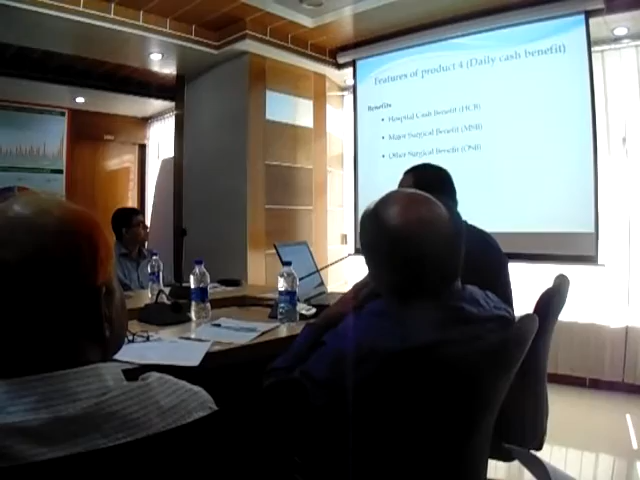 Features of product 4 (Daily cash benefit)
Benefits
• Hospital Cash Benefit (HCB)
• Major Surgical Benefit (MSB)
• Other Surgical Benefit (OSB)